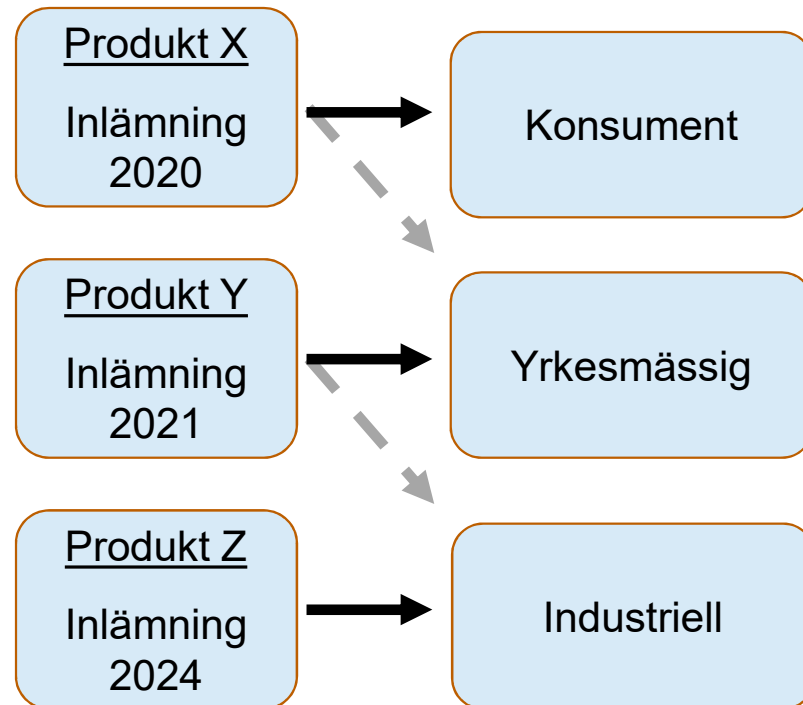 Produkt X
Inlämning
2020
Konsument
Produkt Y
Inlämning
2021
Yrkesmässig
Produkt Z
Inlämning
2024
Industriell